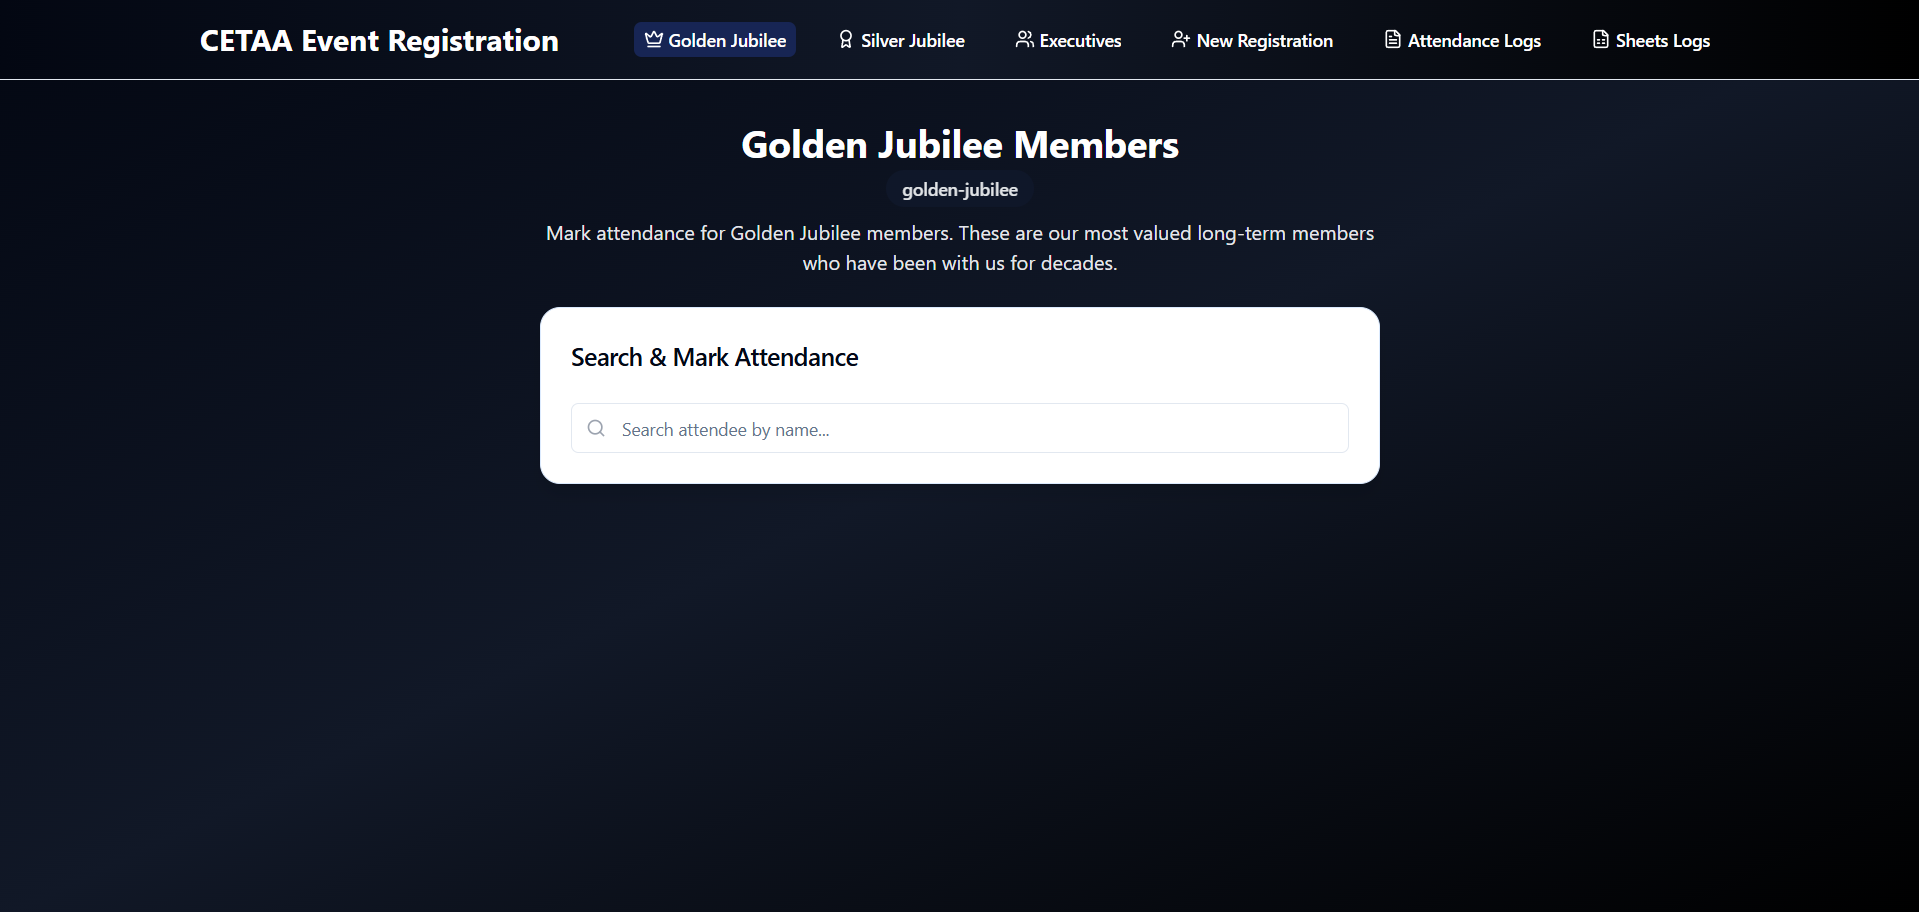 CETAA Event Registration
Golden Jubilee
Silver Jubilee
Executives
New Registration
Attendance Logs
Sheets Logs
Golden Jubilee Members
golden-jubilee
Mark attendance for Golden Jubilee members. These are our most valued long-term members
who have been with us for decades.
Search & Mark Attendance
Search attendee by name...